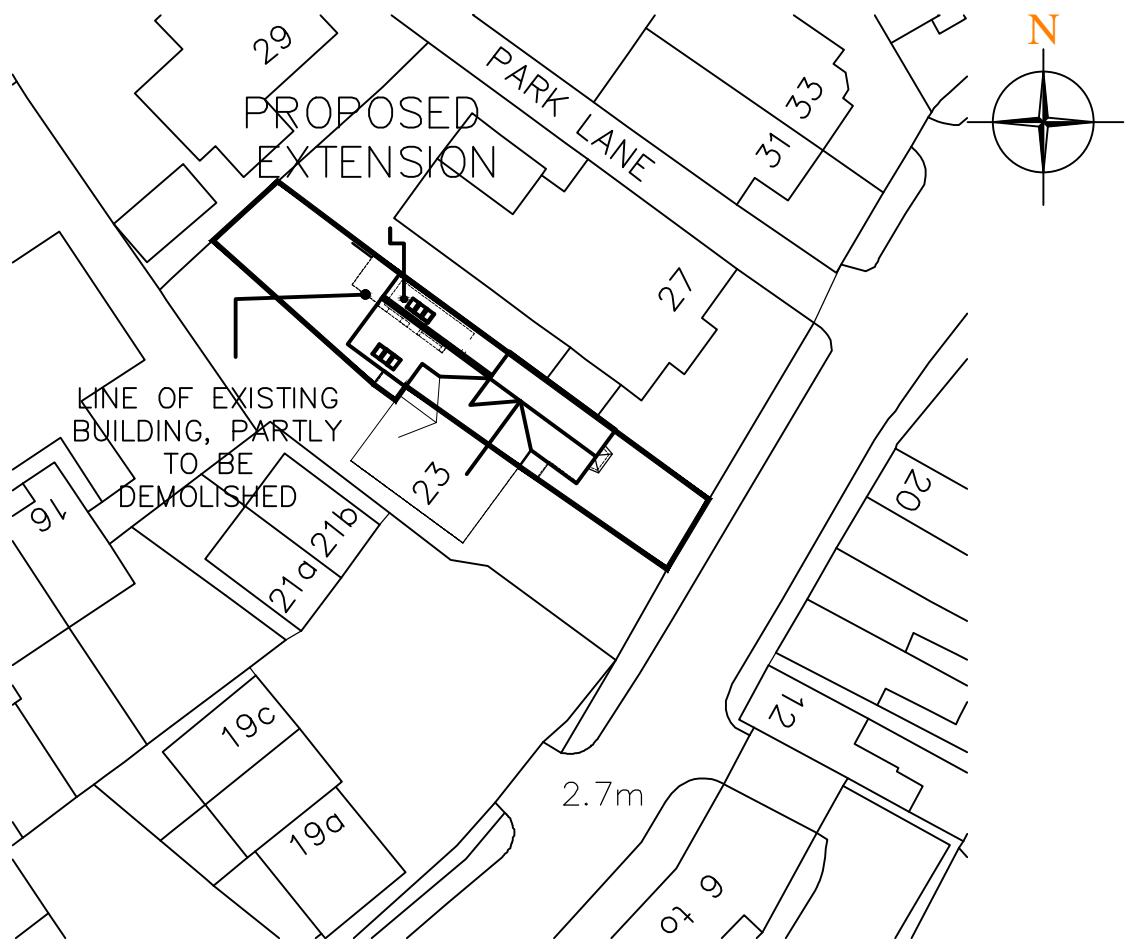 N
29
PARK LANE
33
31
PROPOSED
EXTENSION
27
LINE OF EXISTING
BUILDING, PARTLY
TO BE
DEMOLISHED
23
16
21b
21a
20
19c
12
2.7m
19a
6 to